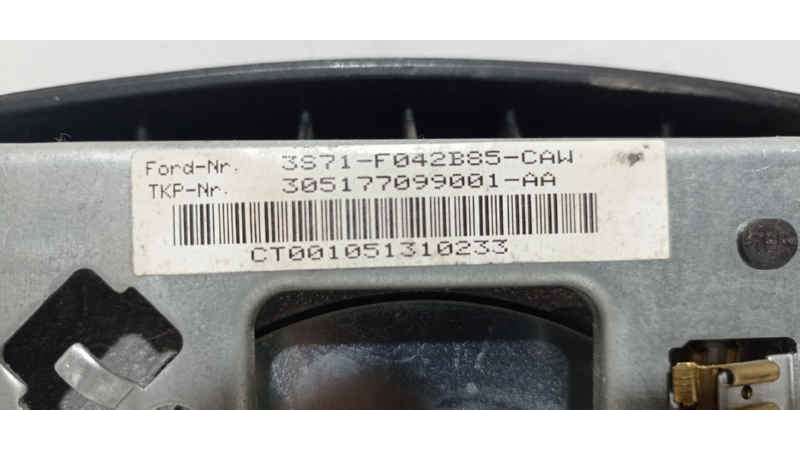 Ford-Nr. 3S71-F042B85-CAW
TKP-Nr. 305177099001-AA
CT001051310233